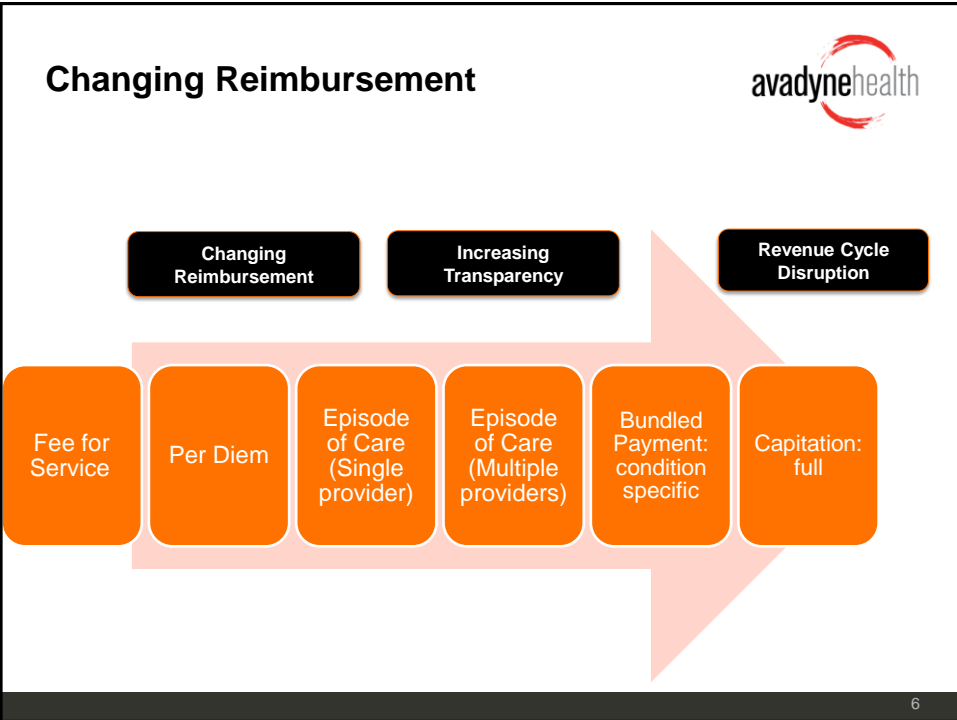 Changing Reimbursement
avadynehealth
Changing
Reimbursement
Increasing
Transparency
Revenue Cycle
Disruption
Fee for
Service
Per Diem
Episode
of Care
(Single
provider)
Episode
of Care
(Multiple
providers)
Bundled
Payment:
condition
specific
Capitation:
full
6